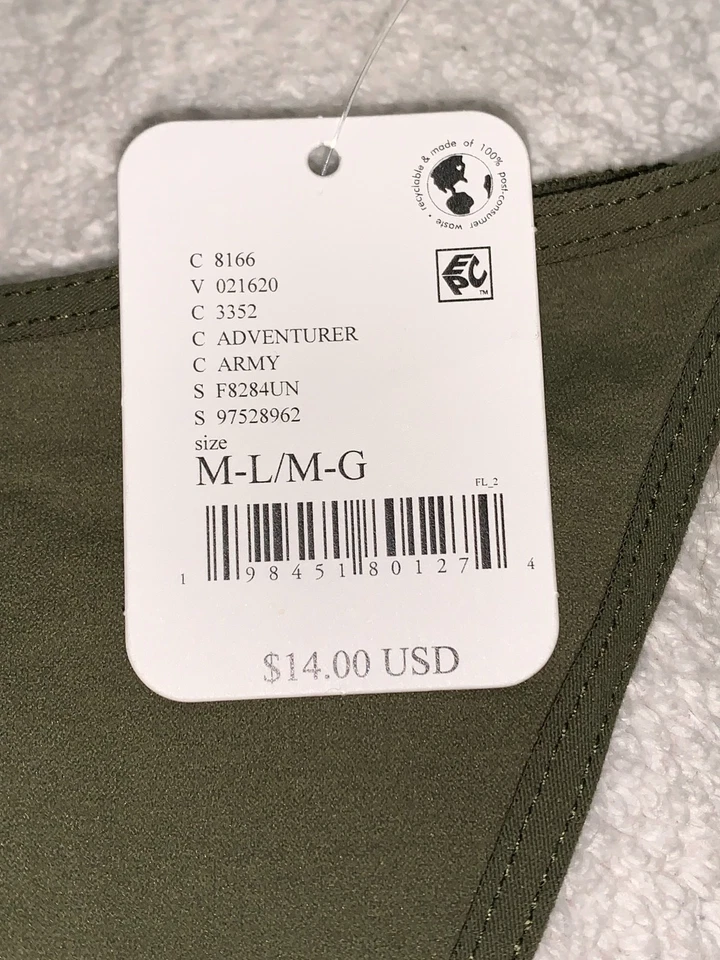 recyclable & made of 100% post-consumer waste •
EPC
TM
C 8166
V 021620
C 3352
C ADVENTURER
C ARMY
S F8284UN
S 97528962
size
M-L/M-G
FL_2
1 98451 80127 4
$14.00 USD